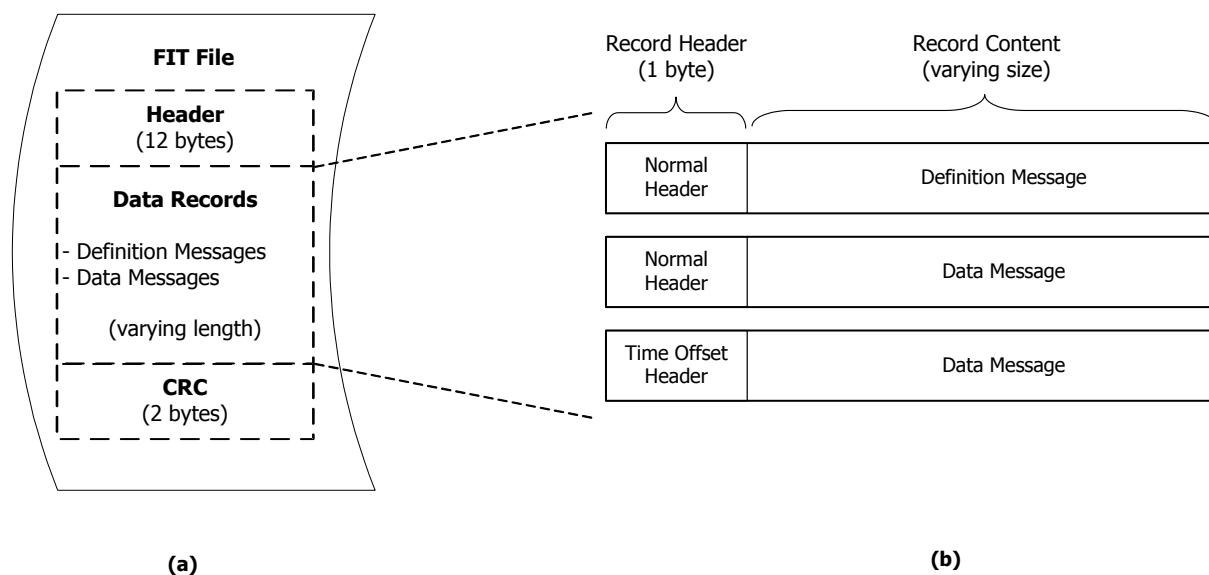 FIT File
Header
(12 bytes)
Data Records
- Definition Messages
- Data Messages
(varying length)
CRC
(2 bytes)
(a)
Record Header
(1 byte)
Record Content
(varying size)
Normal
Header
Definition Message
Normal
Header
Data Message
Time Offset
Header
Data Message
(b)